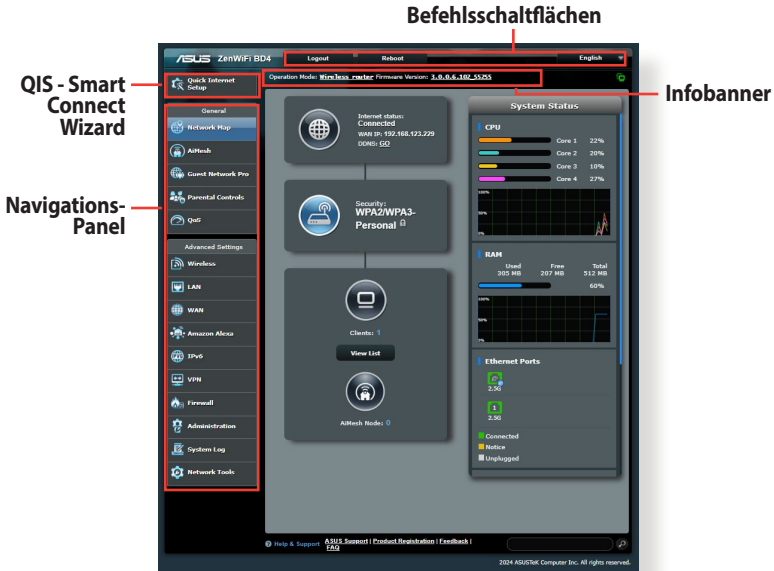 Befehlsschaltflächen
ASUS ZenWiFi BD4
Logout
Reboot
English
QIS - Smart
Connect
Wizard
Quick Internet
Setup
Operation Mode: Wireless router Firmware Version: 3.0.0.6.102_55255
Infobanner
Navigations-
Panel
General
Network Map
AiMesh
Guest Network Pro
Parental Controls
QoS
Advanced Settings
Wireless
LAN
WAN
Amazon Alexa
IPv6
VPN
Firewall
Administration
System Log
Network Tools
Internet status:
Connected
WAN IP: 192.168.123.229
DDNS: GO
Security:
WPA2/WPA3-
Personal
Clients: 1
View List
AiMesh Node: 0
System Status
CPU
Core 1 22%
Core 2 20%
Core 3 10%
Core 4 27%
100%
50%
0%
RAM
Used Free Total
305 MB 207 MB 512 MB
60%
100%
50%
0%
Ethernet Ports
2.5G
1
2.5G
Connected
Notice
Unplugged
Help & Support ASUS Support | Product Registration | Feedback |
FAQ
2024 ASUSTeK Computer Inc. All rights reserved.